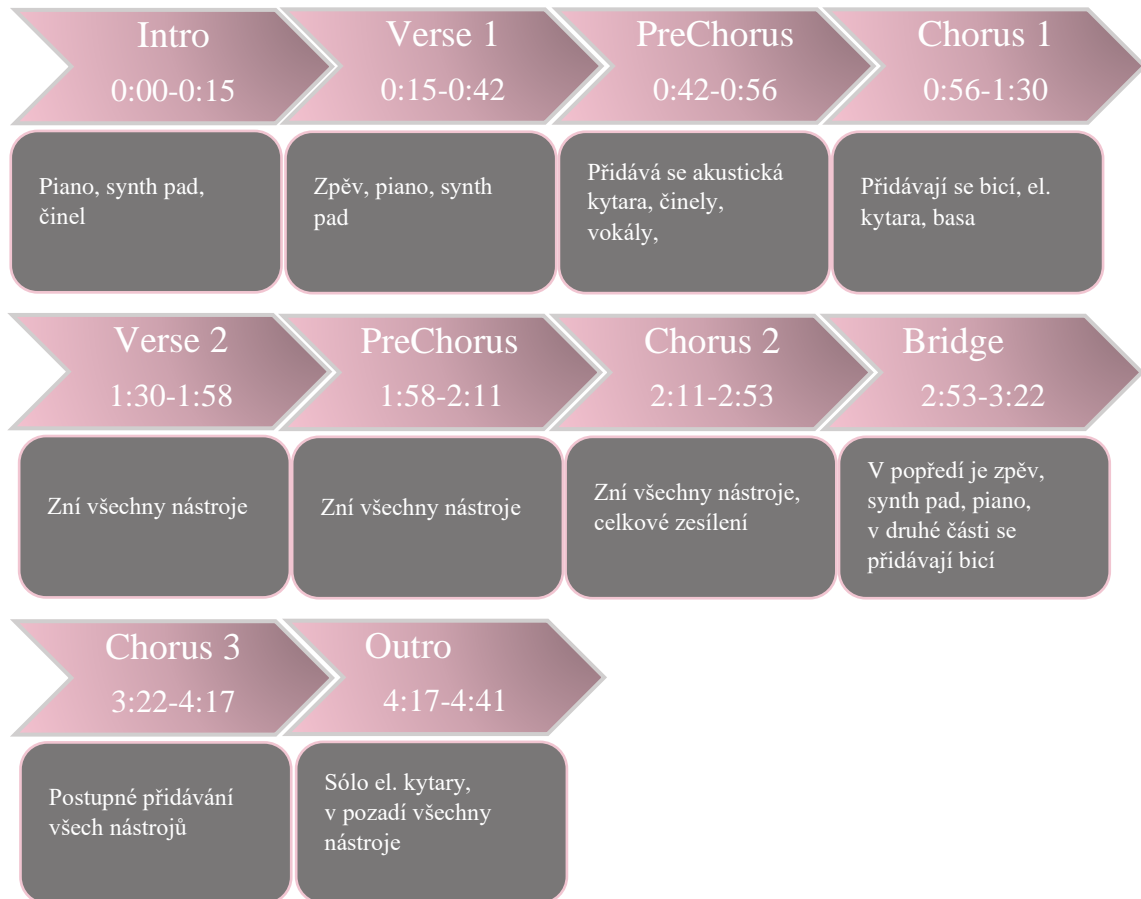 Intro
0:00-0:15
Verse 1
0:15-0:42
PreChorus
0:42-0:56
Chorus 1
0:56-1:30
Piano, synth pad,
činel
Zpěv, piano, synth
pad
Přidává se akustická
kytara, činely,
vokály,
Přidávají se bicí, el.
kytara, basa
Verse 2
1:30-1:58
PreChorus
1:58-2:11
Chorus 2
2:11-2:53
Bridge
2:53-3:22
Zní všechny nástroje
Zní všechny nástroje
Zní všechny nástroje,
celkové zesílení
V popředí je zpěv,
synth pad, piano,
v druhé části se
přidávají bicí
Chorus 3
3:22-4:17
Outro
4:17-4:41
Postupné přidávání
všech nástrojů
Sólo el. kytary,
v pozadí všechny
nástroje